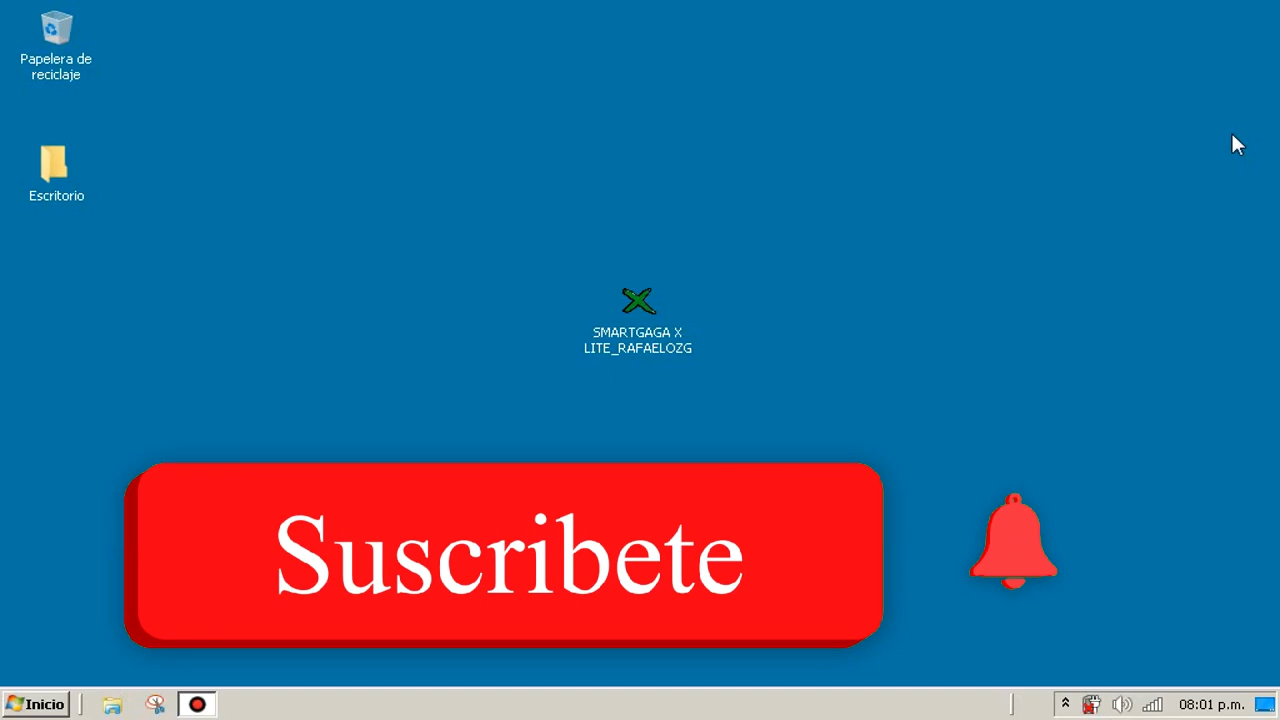 Papelera de
reciclaje
Escritorio
SMARTGAGA X
LITE_RAFAELOZG
Suscribete
Inicio
08:01 p.m.